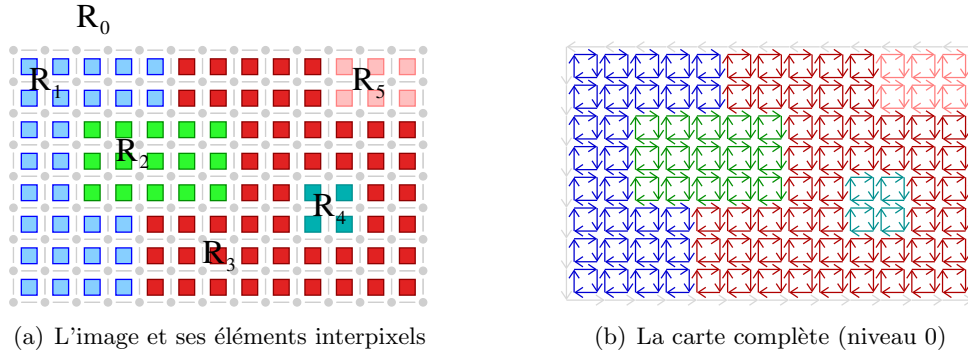 R0
R1
R5
R2
R4
R3
(a) L'image et ses éléments interpixels
(b) La carte complète (niveau 0)